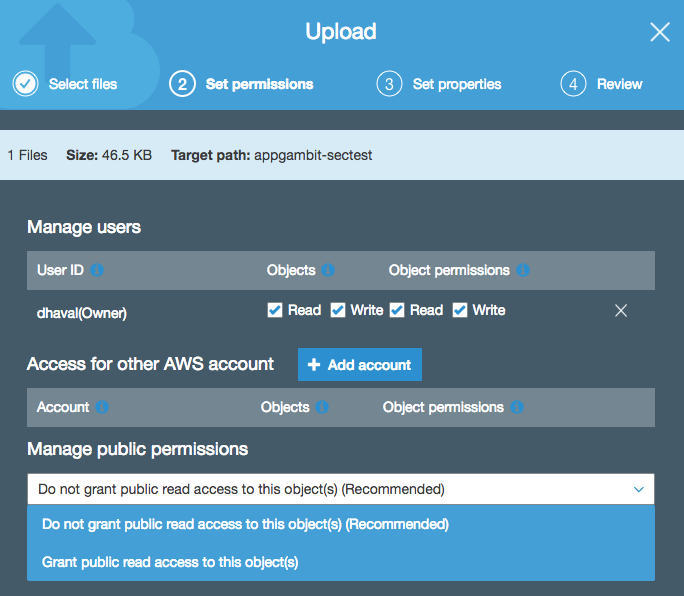 Upload
Select files 2 Set permissions 3 Set properties 4 Review
1 Files Size: 46.5 KB Target path: appgambit-sectest
Manage users
User ID Objects Object permissions
dhaval(Owner) Read Write Read Write
Access for other AWS account + Add account
Account Objects Object permissions
Manage public permissions
Do not grant public read access to this object(s) (Recommended)
Do not grant public read access to this object(s) (Recommended)
Grant public read access to this object(s)